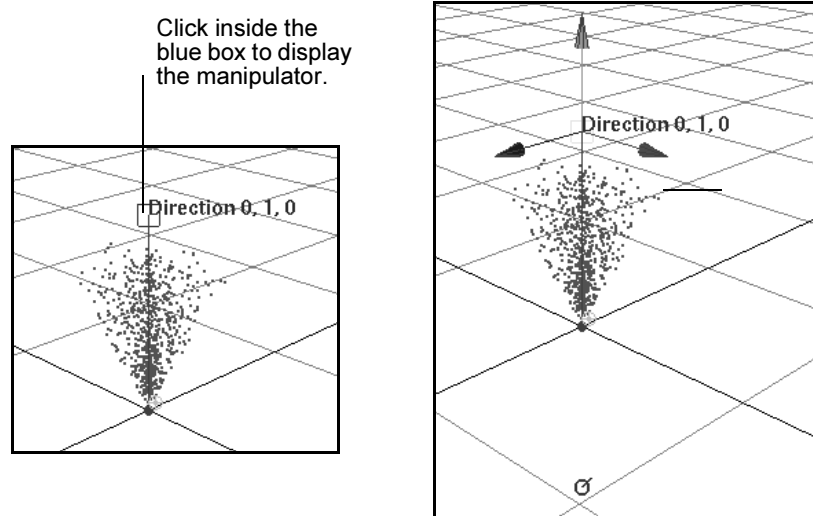 Click inside the
blue box to display
the manipulator.
Direction 0, 1, 0
Direction 0, 1, 0